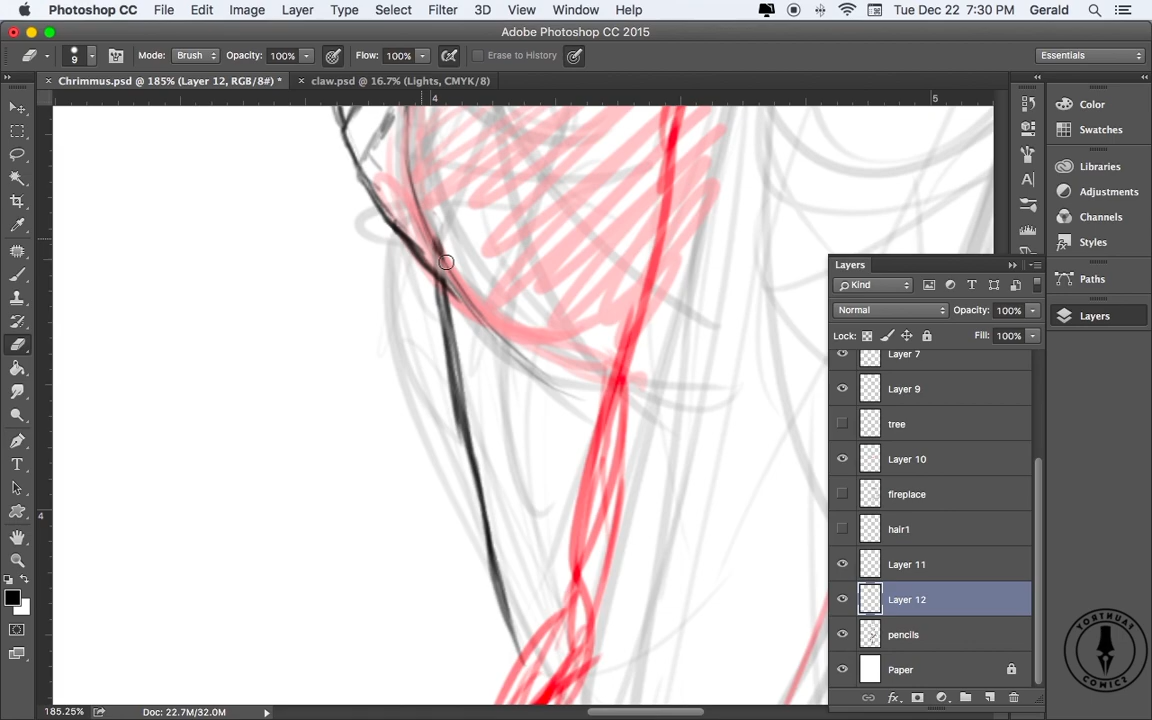 Photoshop CC File Edit Image Layer Type Select Filter 3D View Window Help Tue Dec 22 7:30 PM Gerald
Adobe Photoshop CC 2015
9 Mode: Brush Opacity: 100% Flow: 100% Erase to History Essentials
Chrimmus.psd @ 185% (Layer 12, RGB/8#) * claw.psd @ 16.7% (Lights, CMYK/8)
4 5
Color
Swatches
Libraries
Adjustments
Channels
Styles
Paths
Layers
4
Layers
Kind
Normal Opacity: 100%
Lock: Fill: 100%
Layer 7
Layer 9
tree
Layer 10
fireplace
hair1
Layer 11
Layer 12
pencils
Paper
YORTHUAT
COMICS
185.25% Doc: 22.7M/32.0M